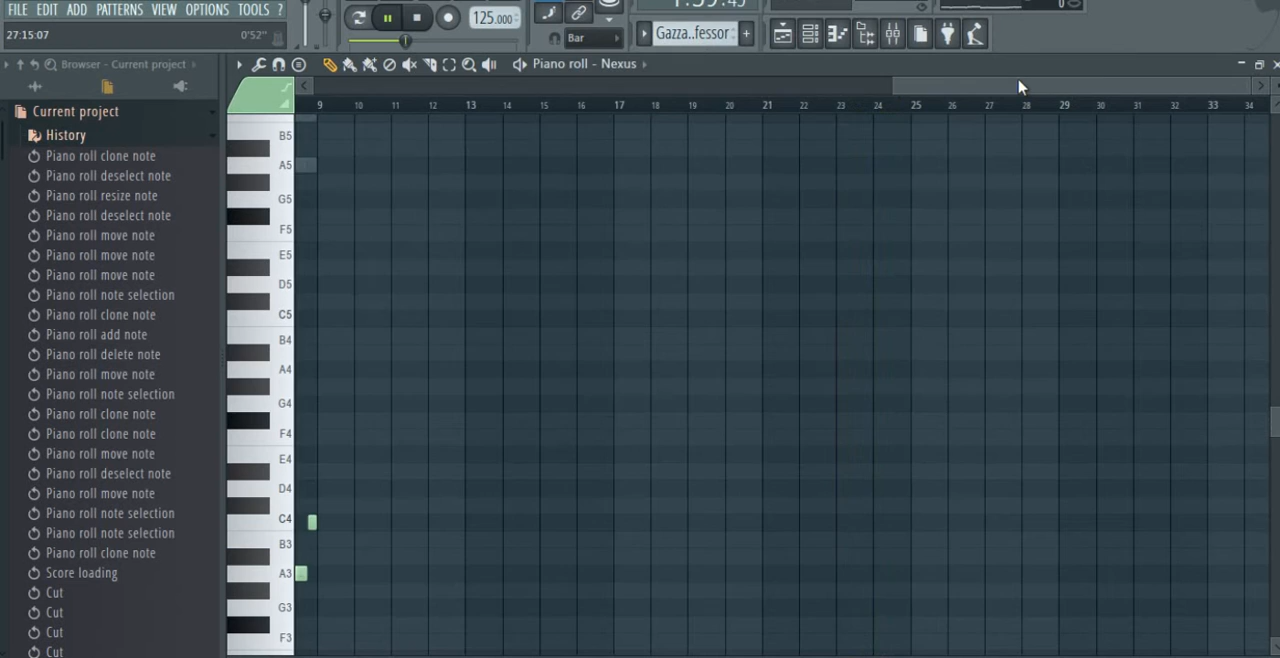 FILE EDIT ADD PATTERNS VIEW OPTIONS TOOLS ?
27:15:07 0'52"
125.000
Bar
Gazza..fessor
Browser - Current project
Piano roll - Nexus
Current project
History
Piano roll clone note
Piano roll deselect note
Piano roll resize note
Piano roll deselect note
Piano roll move note
Piano roll move note
Piano roll move note
Piano roll note selection
Piano roll clone note
Piano roll add note
Piano roll delete note
Piano roll move note
Piano roll note selection
Piano roll clone note
Piano roll clone note
Piano roll move note
Piano roll deselect note
Piano roll move note
Piano roll note selection
Piano roll note selection
Piano roll clone note
Score loading
Cut
Cut
Cut
Cut
9 10 11 12 13 14 15 16 17 18 19 20 21 22 23 24 25 26 27 28 29 30 31 32 33 34
B5
A5
G5
F5
E5
D5
C5
B4
A4
G4
F4
E4
D4
C4
B3
A3
G3
F3